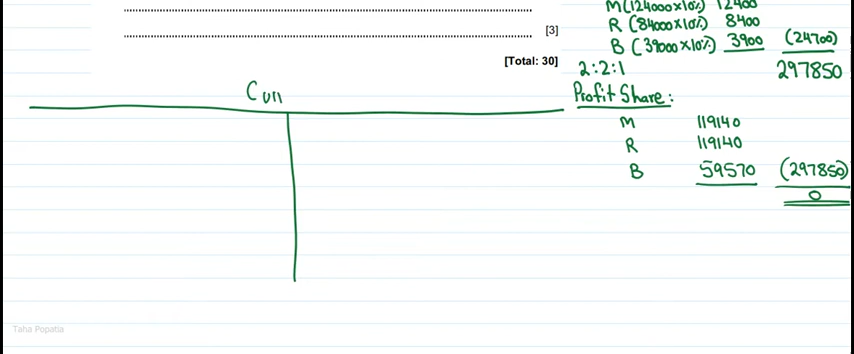 M (124000 x 10%) 12400
R (84000 x 10%) 8400
[3]
B (39000 x 10%) 3900 (24700)
[Total: 30]
2:2:1 297850
Curr
Profit Share:
M 119140
R 119140
B 59570 (297850)
0
Taha Popatia